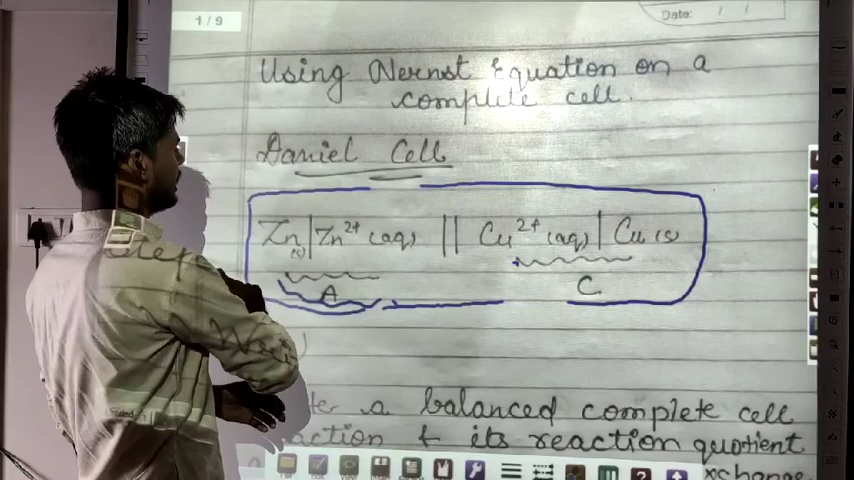 1 / 9
Date: / /
Using Nernst Equation on a
complete cell.
Daniel Cell
Zn(s)|Zn²⁺(aq) || Cu²⁺(aq)|Cu(s)
A C
Step
a balanced complete cell
& its reaction quotient